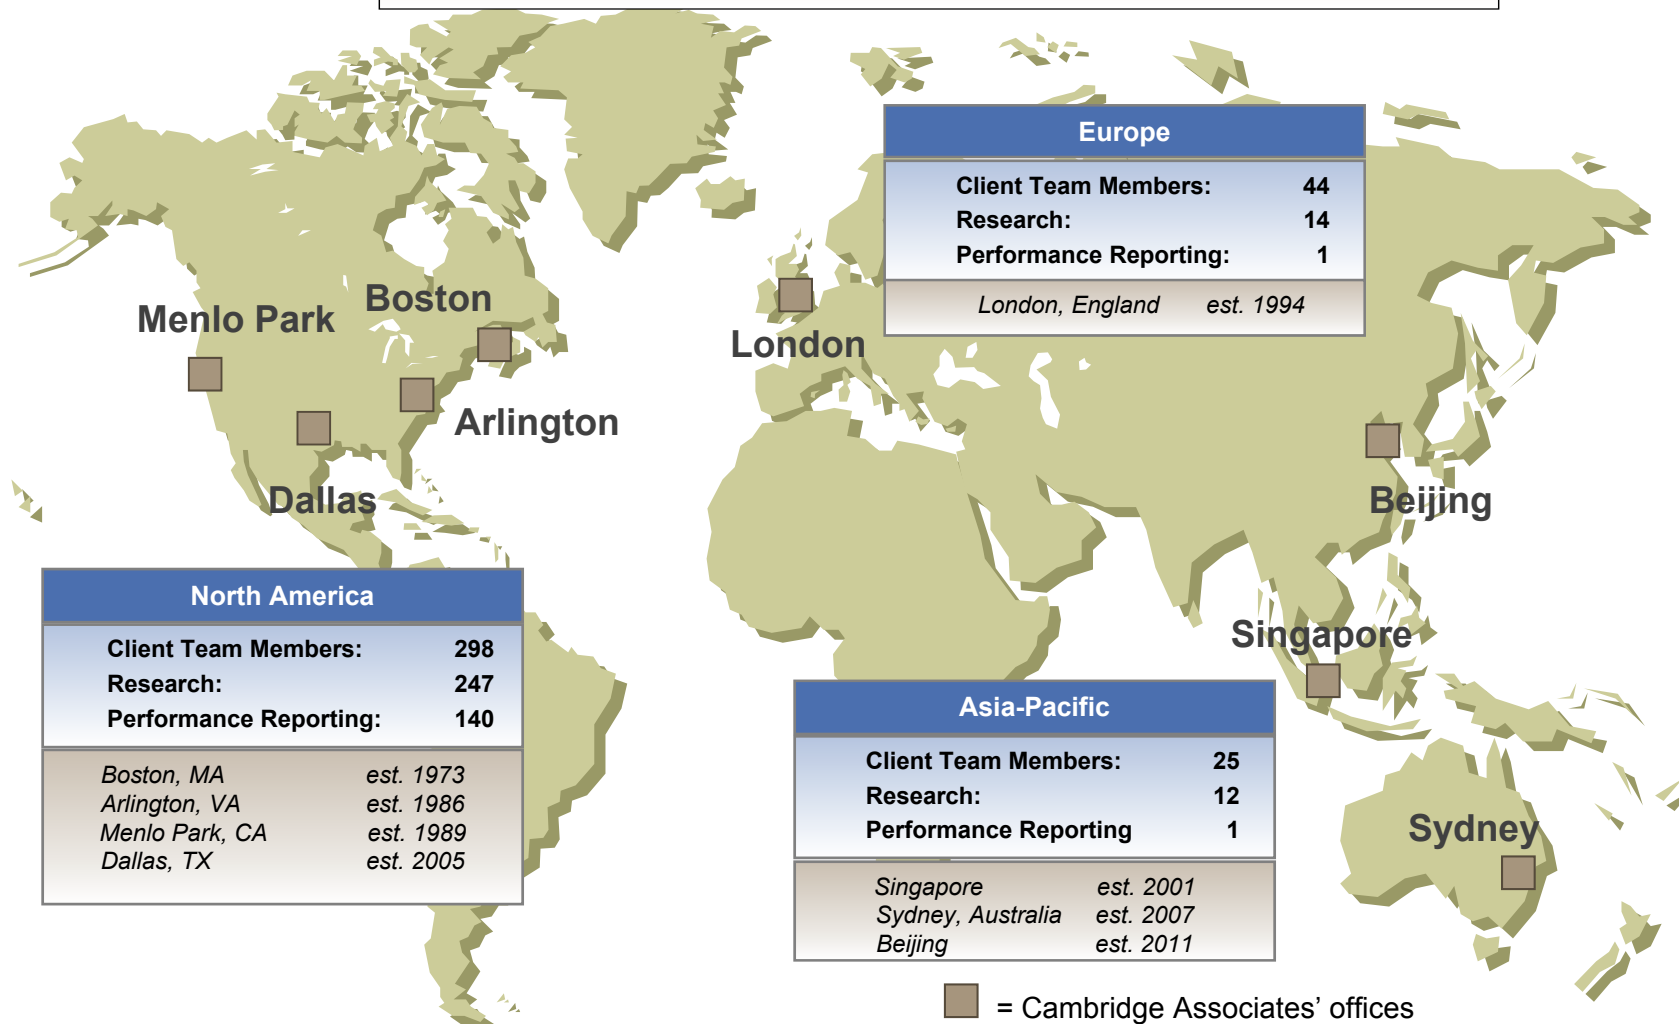 Europe
Client Team Members: 44
Research: 14
Performance Reporting: 1
London, England est. 1994
Boston
Menlo Park
London
Arlington
Dallas
Beijing
North America
Client Team Members: 298
Research: 247
Performance Reporting: 140
Boston, MA est. 1973
Arlington, VA est. 1986
Menlo Park, CA est. 1989
Dallas, TX est. 2005
Singapore
Asia-Pacific
Client Team Members: 25
Research: 12
Performance Reporting 1
Singapore est. 2001
Sydney, Australia est. 2007
Beijing est. 2011
Sydney
= Cambridge Associates’ offices